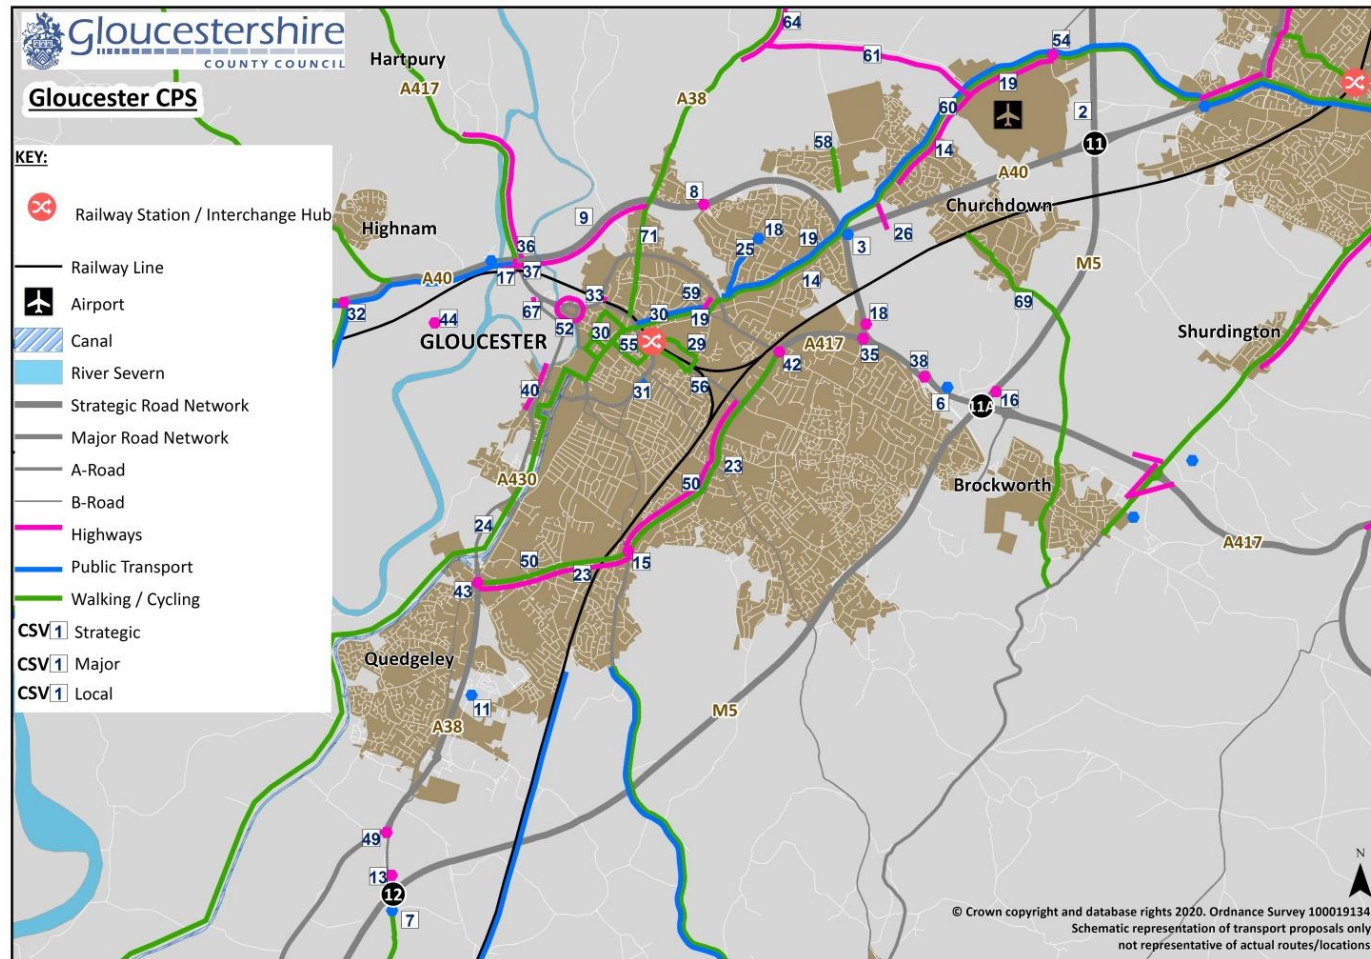 Gloucestershire
COUNTY COUNCIL
Gloucester CPS
KEY:
Railway Station / Interchange Hub
Railway Line
Airport
Canal
River Severn
Strategic Road Network
Major Road Network
A-Road
B-Road
Highways
Public Transport
Walking / Cycling
CSV 1 Strategic
CSV 1 Major
CSV 1 Local
64
54
Hartpury
61
A417
19
A38
60
2
58
14
11
A40
8
Churchdown
Highnam
9
18
71
25
19
26
36
3
M5
A40
17
37
14
69
33
59
32
67
44
52
30
30
19
18
Shurdington
GLOUCESTER
55
29
A417
35
42
38
40
31
56
6
11A
16
23
A430
50
Brockworth
24
A417
50
15
23
43
Quedgeley
11
M5
A38
49
13
12
7
N
© Crown copyright and database rights 2020. Ordnance Survey 100019134
Schematic representation of transport proposals only
not representative of actual routes/locations